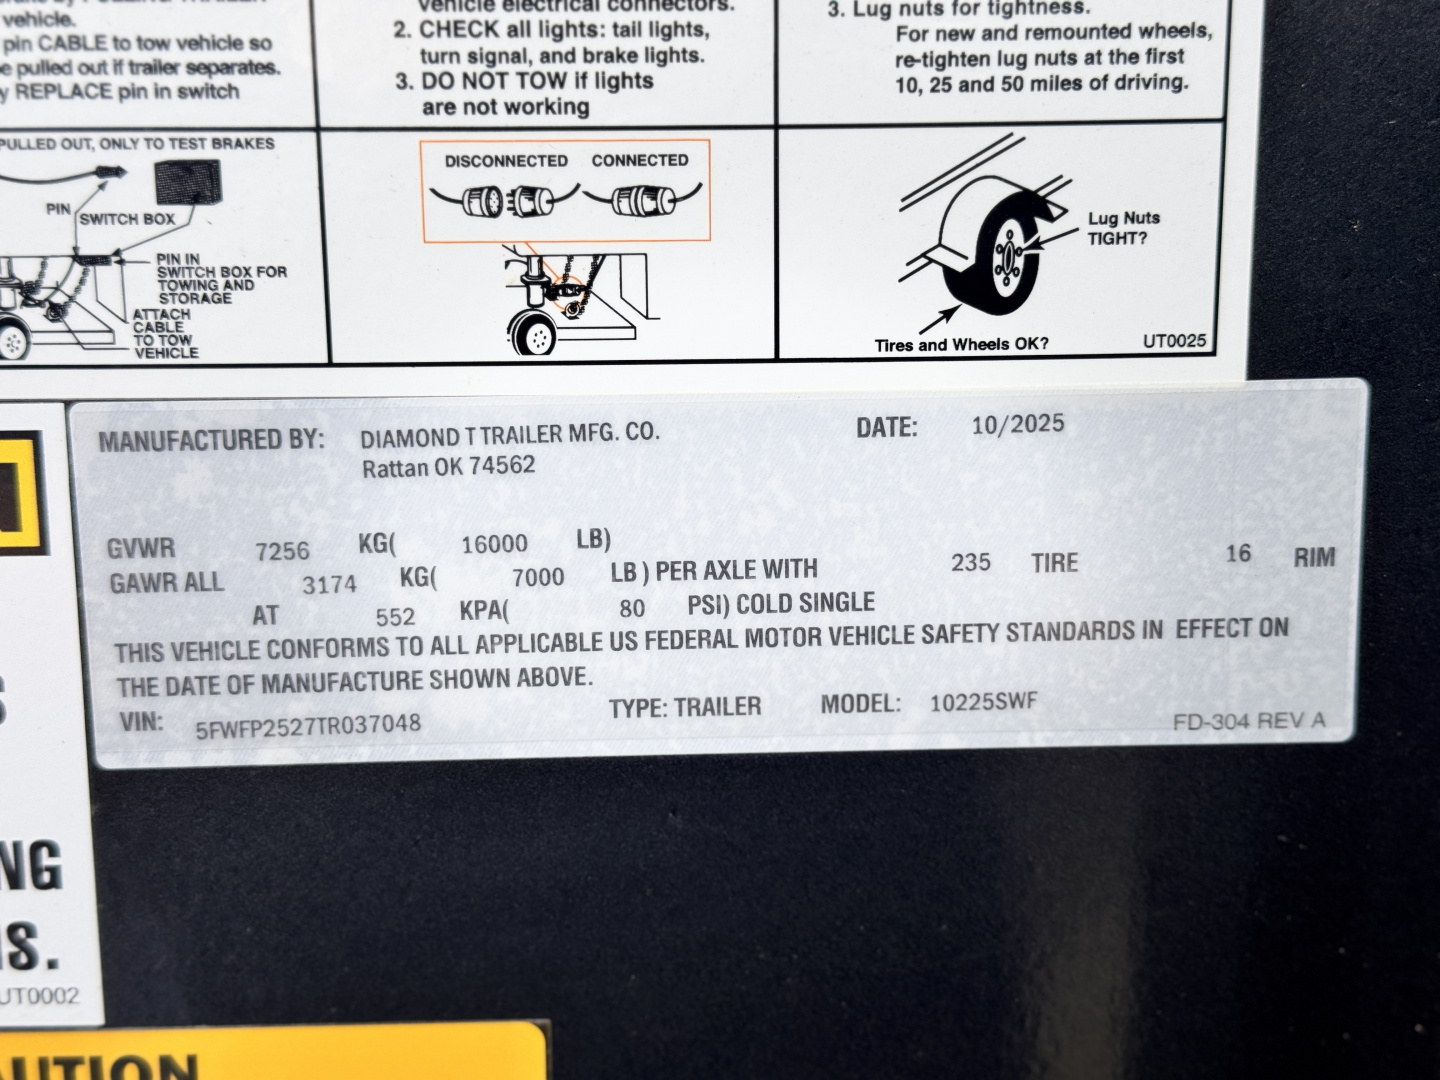 vehicle.
pin CABLE to tow vehicle so
pulled out if trailer separates.
REPLACE pin in switch
vehicle electrical connectors.
2. CHECK all lights: tail lights,
turn signal, and brake lights.
3. DO NOT TOW if lights
are not working
3. Lug nuts for tightness.
For new and remounted wheels,
re-tighten lug nuts at the first
10, 25 and 50 miles of driving.
PULLED OUT, ONLY TO TEST BRAKES
PIN
SWITCH BOX
PIN IN
SWITCH BOX FOR
TOWING AND
STORAGE
ATTACH
CABLE
TO TOW
VEHICLE
DISCONNECTED CONNECTED
Lug Nuts
TIGHT?
Tires and Wheels OK?
UT0025
MANUFACTURED BY: DIAMOND T TRAILER MFG. CO. DATE: 10/2025
Rattan OK 74562
GVWR 7256 KG( 16000 LB)
GAWR ALL 3174 KG( 7000 LB ) PER AXLE WITH 235 TIRE 16 RIM
AT 552 KPA( 80 PSI) COLD SINGLE
THIS VEHICLE CONFORMS TO ALL APPLICABLE US FEDERAL MOTOR VEHICLE SAFETY STANDARDS IN EFFECT ON
THE DATE OF MANUFACTURE SHOWN ABOVE.
VIN: 5FWFP2527TR037048 TYPE: TRAILER MODEL: 10225SWF
FD-304 REV A
NG
IS.
UT0002
AUTION